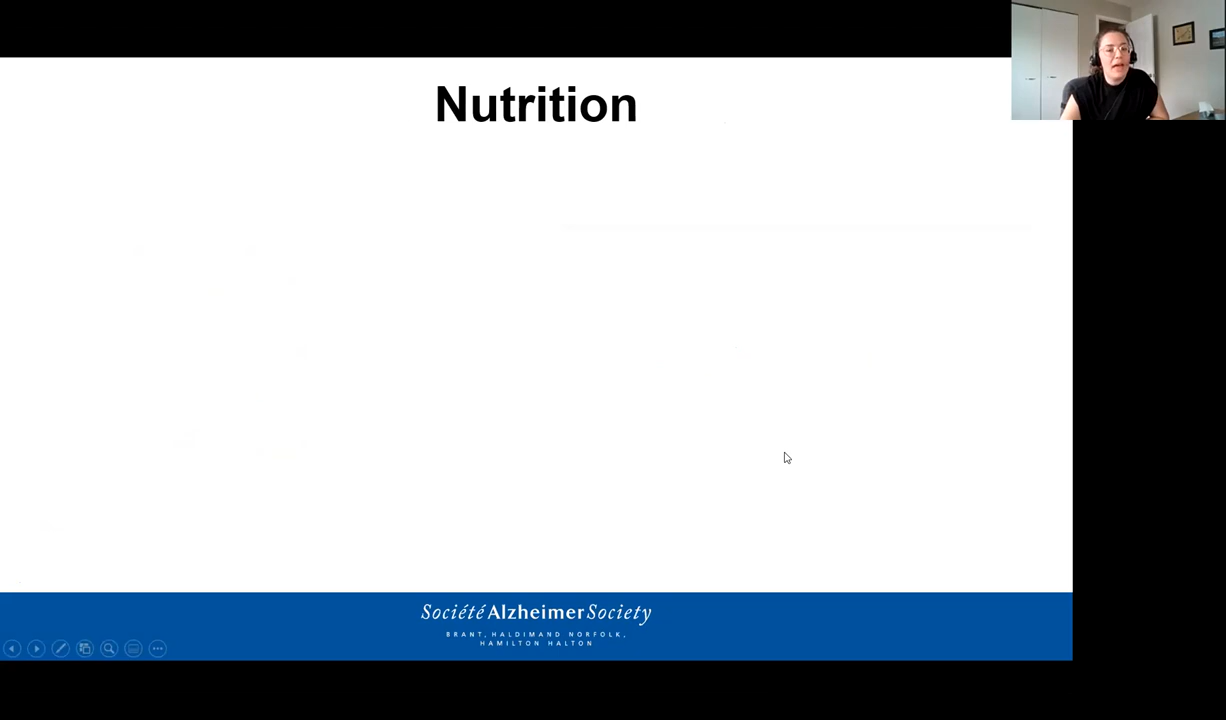 Nutrition
Société Alzheimer Society
BRANT, HALDIMAND NORFOLK,
HAMILTON HALTON